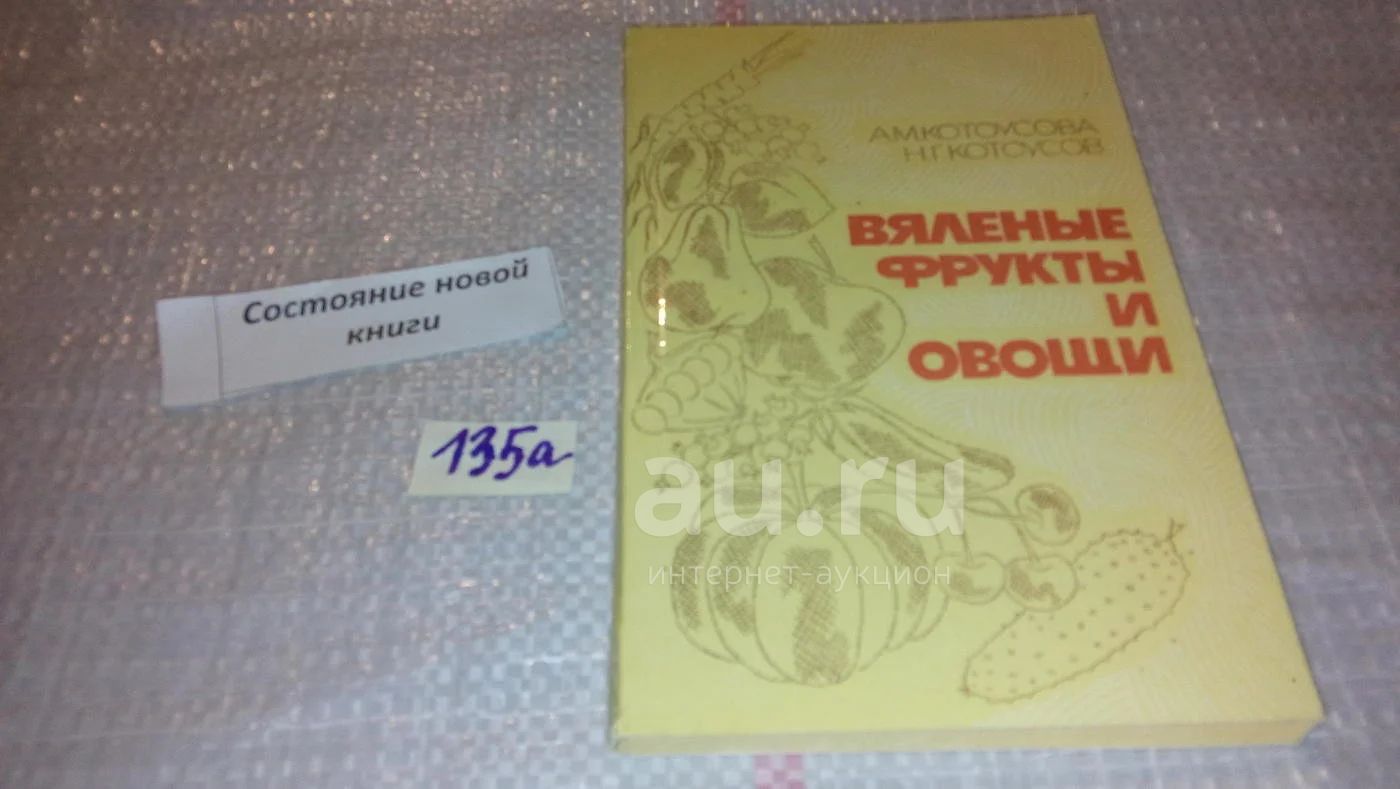 Состояние новой
книги
135а
А.М.КОТОУСОВА
Н.Г.КОТОУСОВ
ВЯЛЕНЫЕ
ФРУКТЫ
И
ОВОЩИ
au.ru
интернет-аукцион